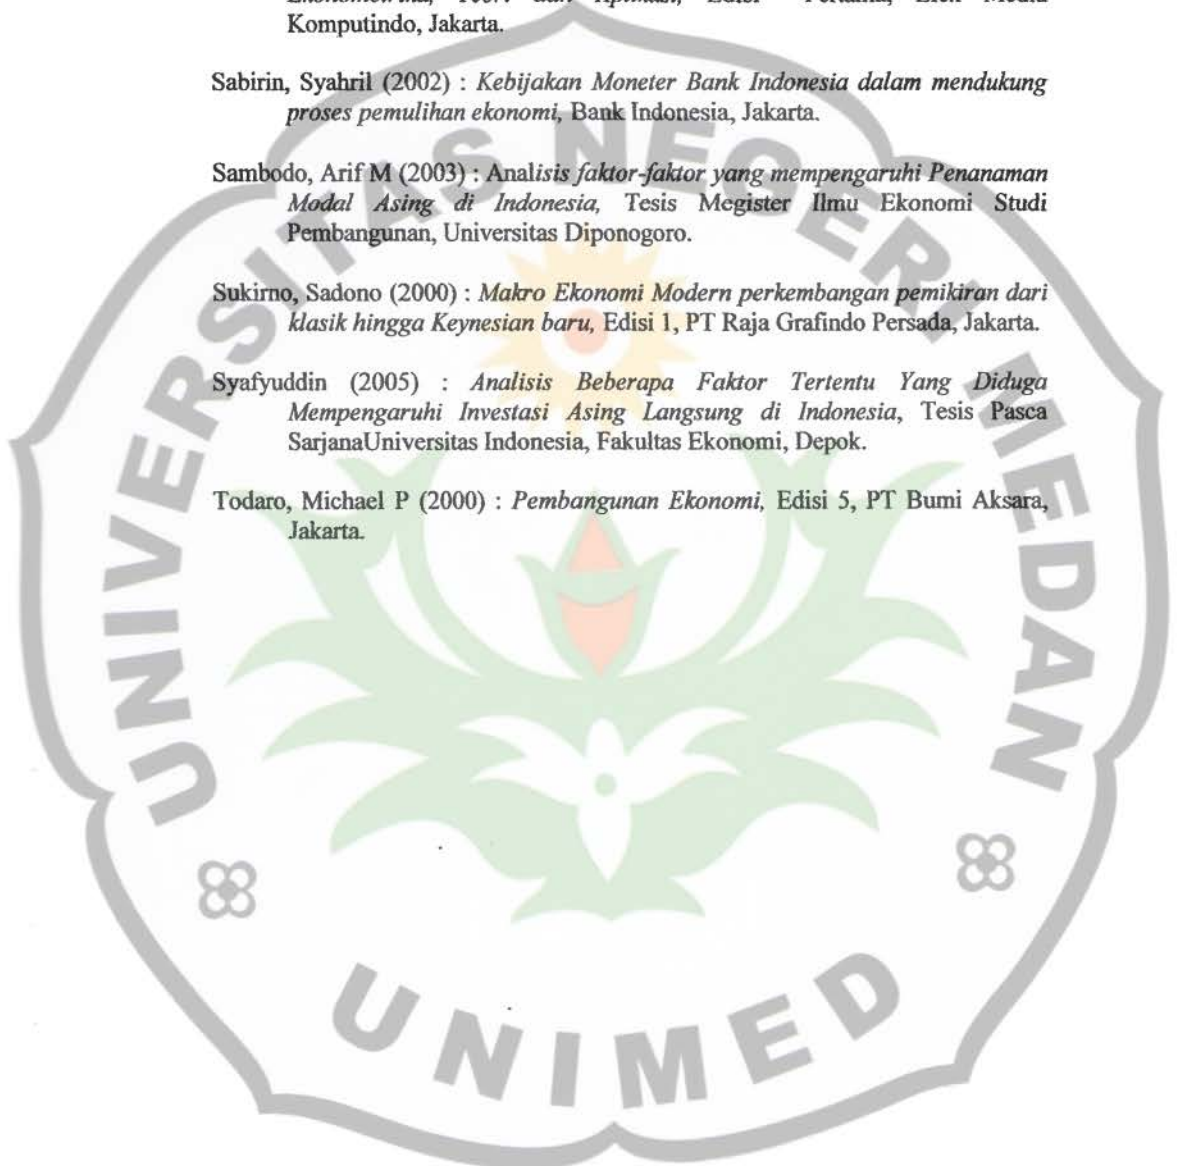 Komputindo, Jakarta.
Sabirin, Syahril (2002) : Kebijakan Moneter Bank Indonesia dalam mendukung
proses pemulihan ekonomi, Bank Indonesia, Jakarta.
Sambodo, Arif M (2003) : Analisis faktor-faktor yang mempengaruhi Penanaman
Modal Asing di Indonesia, Tesis Megister Ilmu Ekonomi Studi
Pembangunan, Universitas Diponogoro.
Sukirno, Sadono (2000) : Makro Ekonomi Modern perkembangan pemikiran dari
klasik hingga Keynesian baru, Edisi 1, PT Raja Grafindo Persada, Jakarta.
Syafyuddin (2005) : Analisis Beberapa Faktor Tertentu Yang Diduga
Mempengaruhi Investasi Asing Langsung di Indonesia, Tesis Pasca
SarjanaUniversitas Indonesia, Fakultas Ekonomi, Depok.
Todaro, Michael P (2000) : Pembangunan Ekonomi, Edisi 5, PT Bumi Aksara,
Jakarta.
UNIVERSITAS NEGERI MEDAN
UNIMED